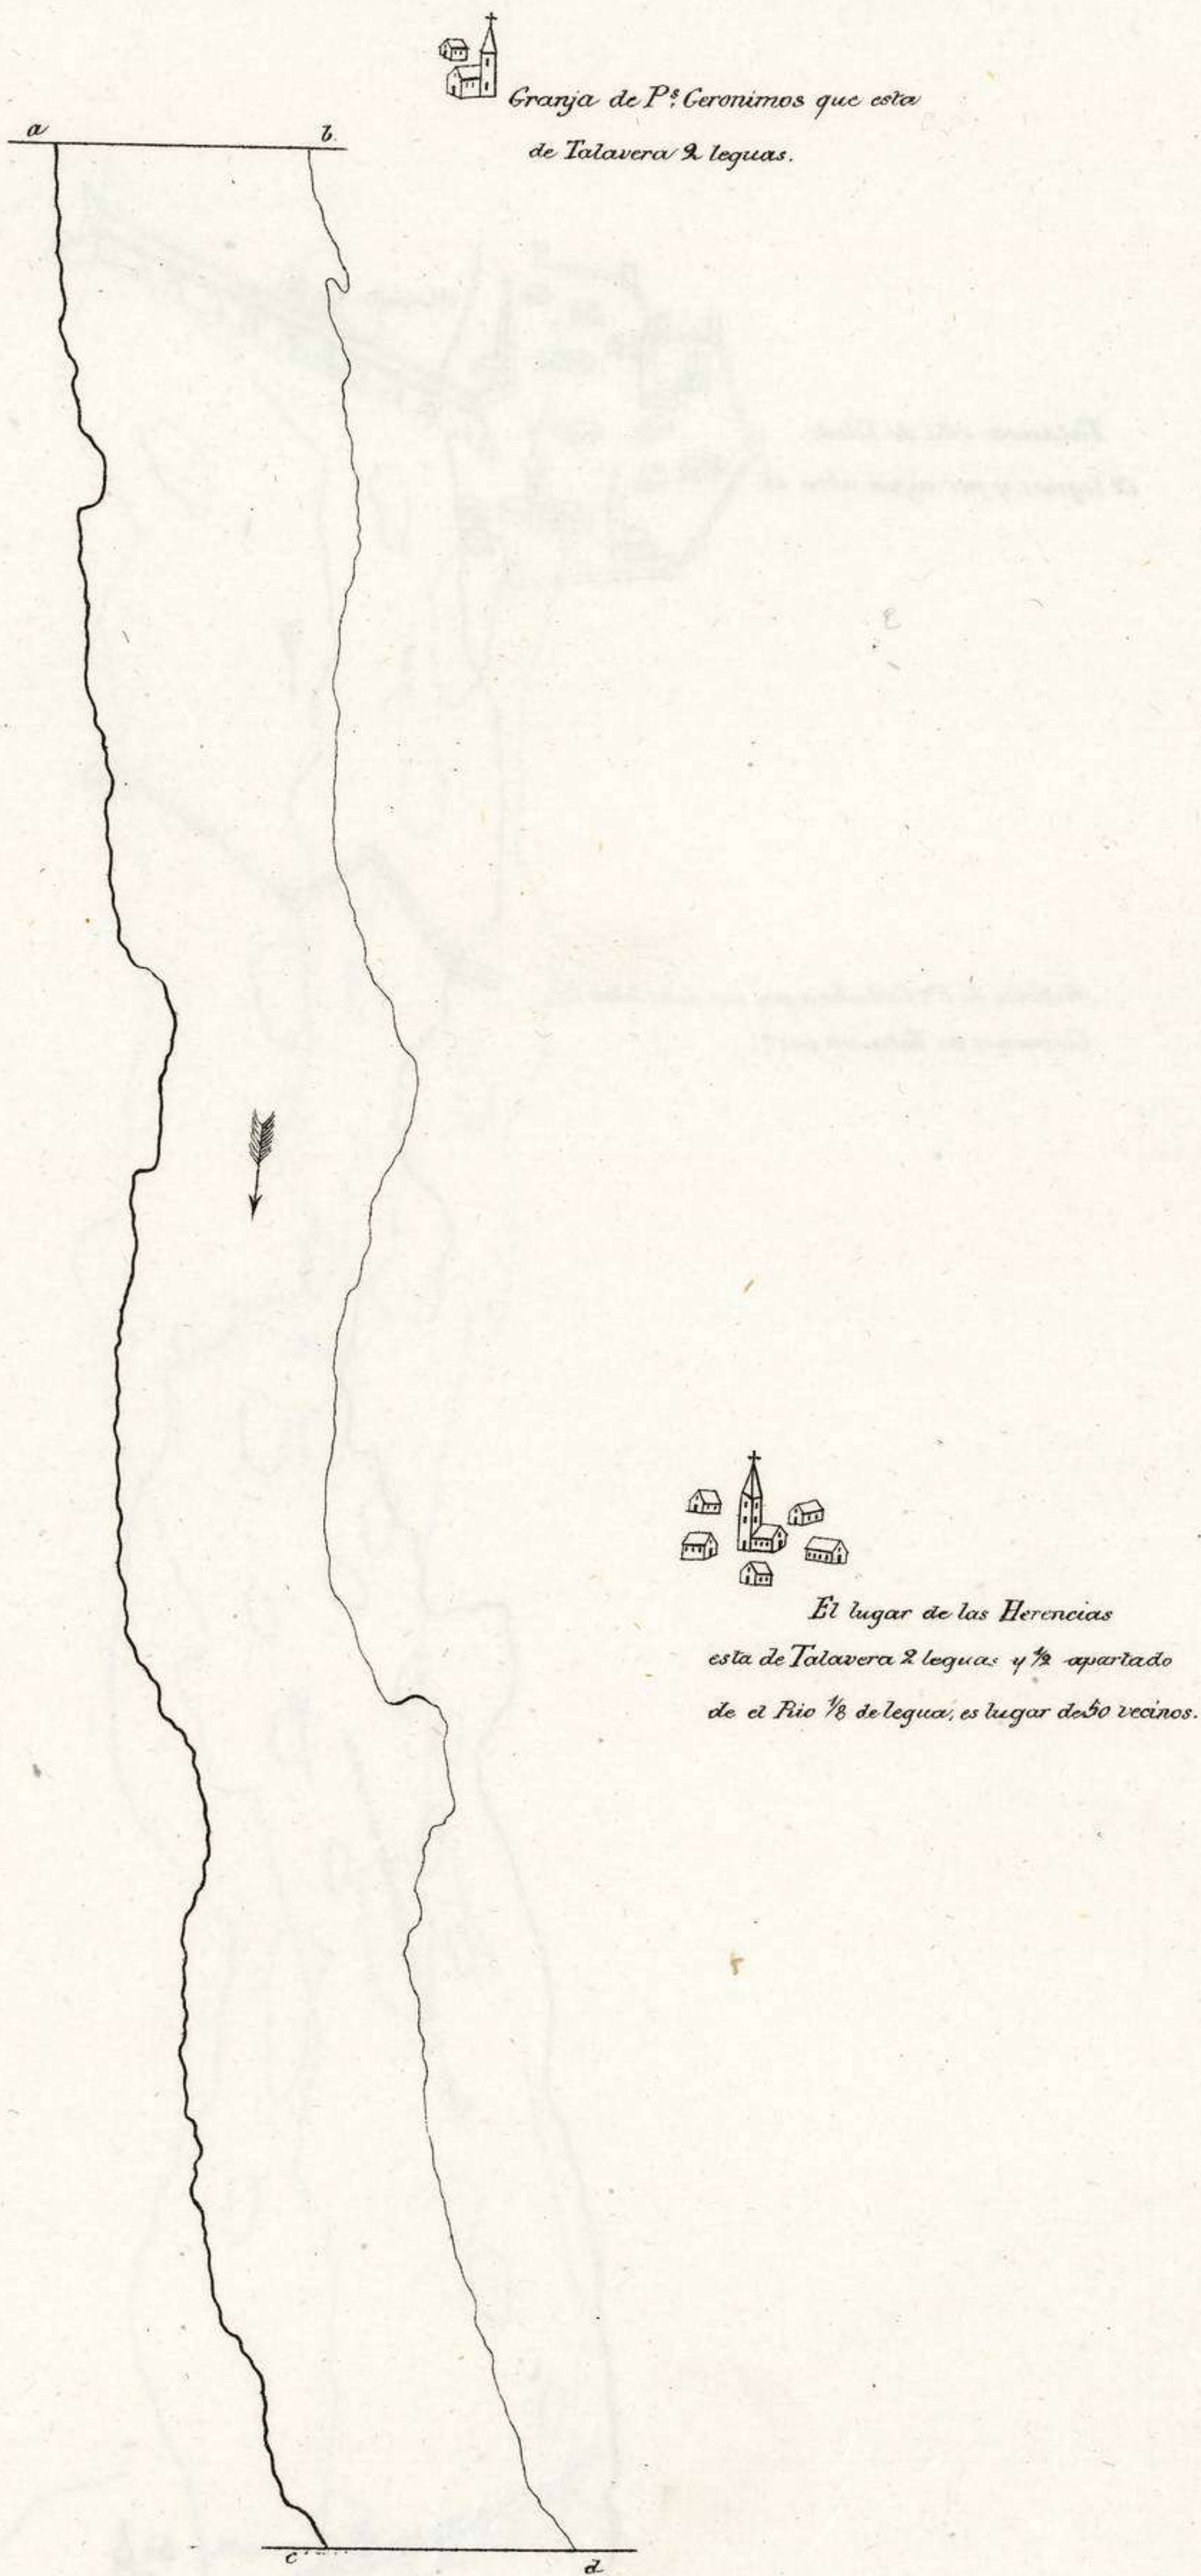 Granja de Pˢ. Geronimos que esta
de Talavera 2 leguas.
a
b.
El lugar de las Herencias
esta de Talavera 2 leguas y ½ apartado
de el Rio ⅛ de legua, es lugar de 50 vecinos.
c
d